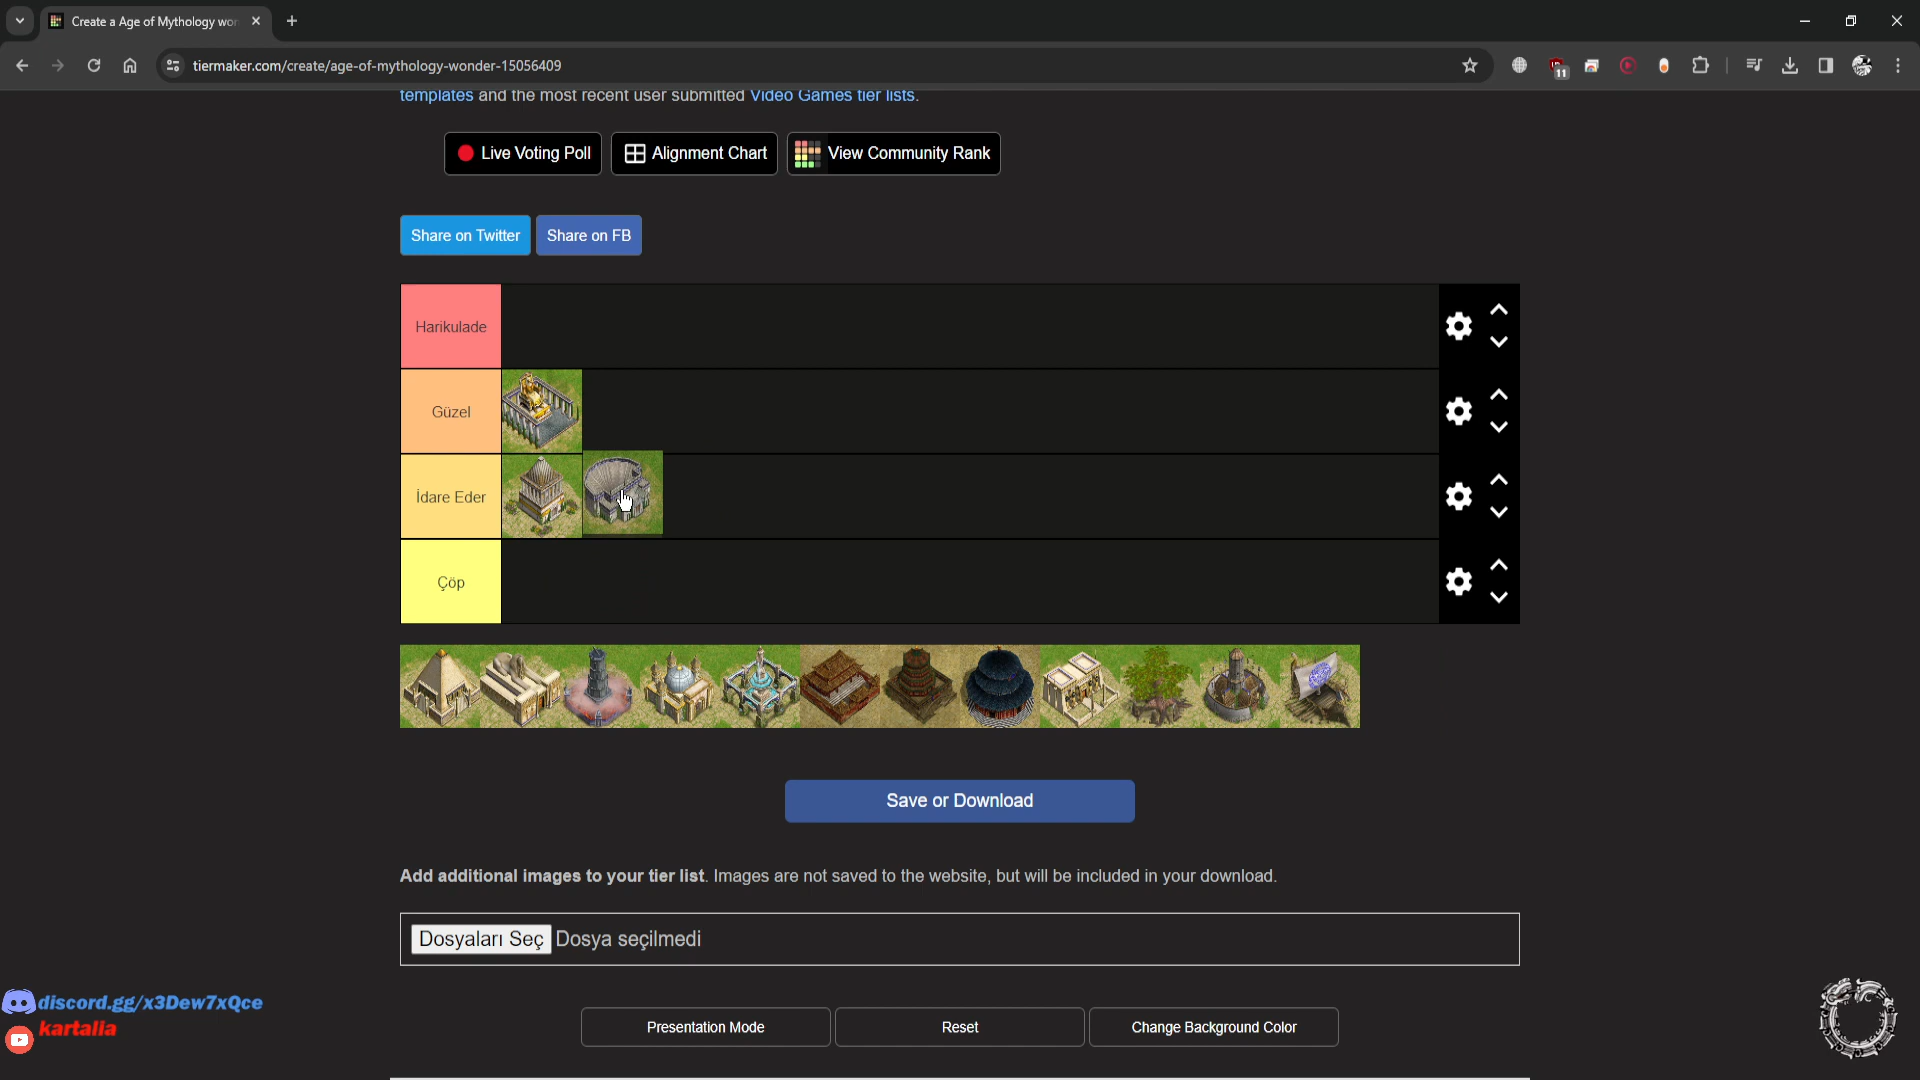 Create a Age of Mythology wo
tiermaker.com/create/age-of-mythology-wonder-15056409
11
templates and the most recent user submitted Video Games tier lists.
Live Voting Poll
Alignment Chart
View Community Rank
Share on Twitter
Share on FB
Harikulade
Güzel
İdare Eder
Çöp
Save or Download
Add additional images to your tier list. Images are not saved to the website, but will be included in your download.
Dosyaları Seç Dosya seçilmedi
discord.gg/x3Dew7xQce
kartalia
Presentation Mode
Reset
Change Background Color